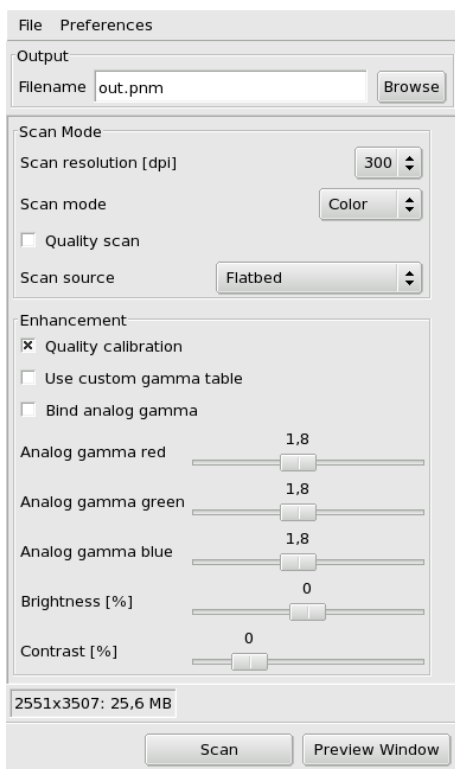 File Preferences
Output
Filename out.pnm Browse
Scan Mode
Scan resolution [dpi] 300
Scan mode Color
Quality scan
Scan source Flatbed
Enhancement
Quality calibration
Use custom gamma table
Bind analog gamma
1,8
Analog gamma red
1,8
Analog gamma green
1,8
Analog gamma blue
0
Brightness [%]
0
Contrast [%]
2551x3507: 25,6 MB
Scan Preview Window